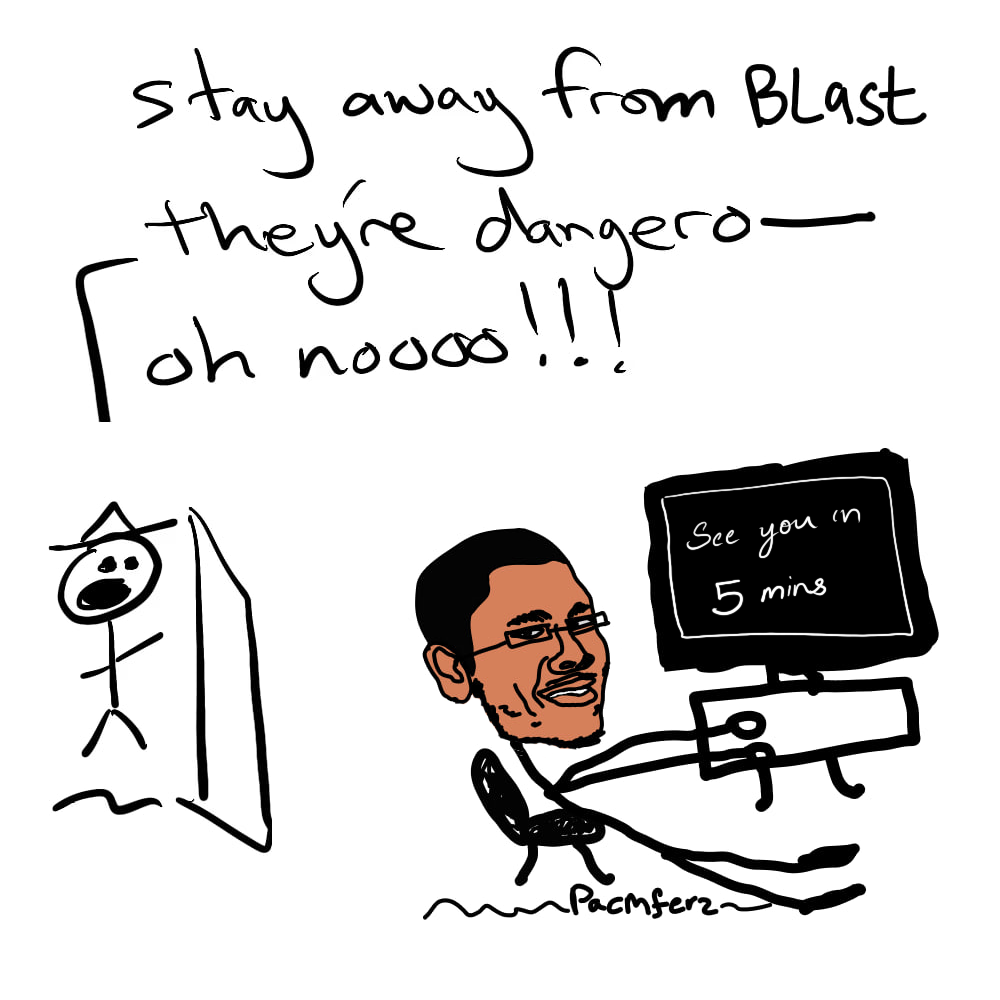 stay away from BLast
they're dangero—
oh noooo!!!
See you in
5 mins
Pacmferz